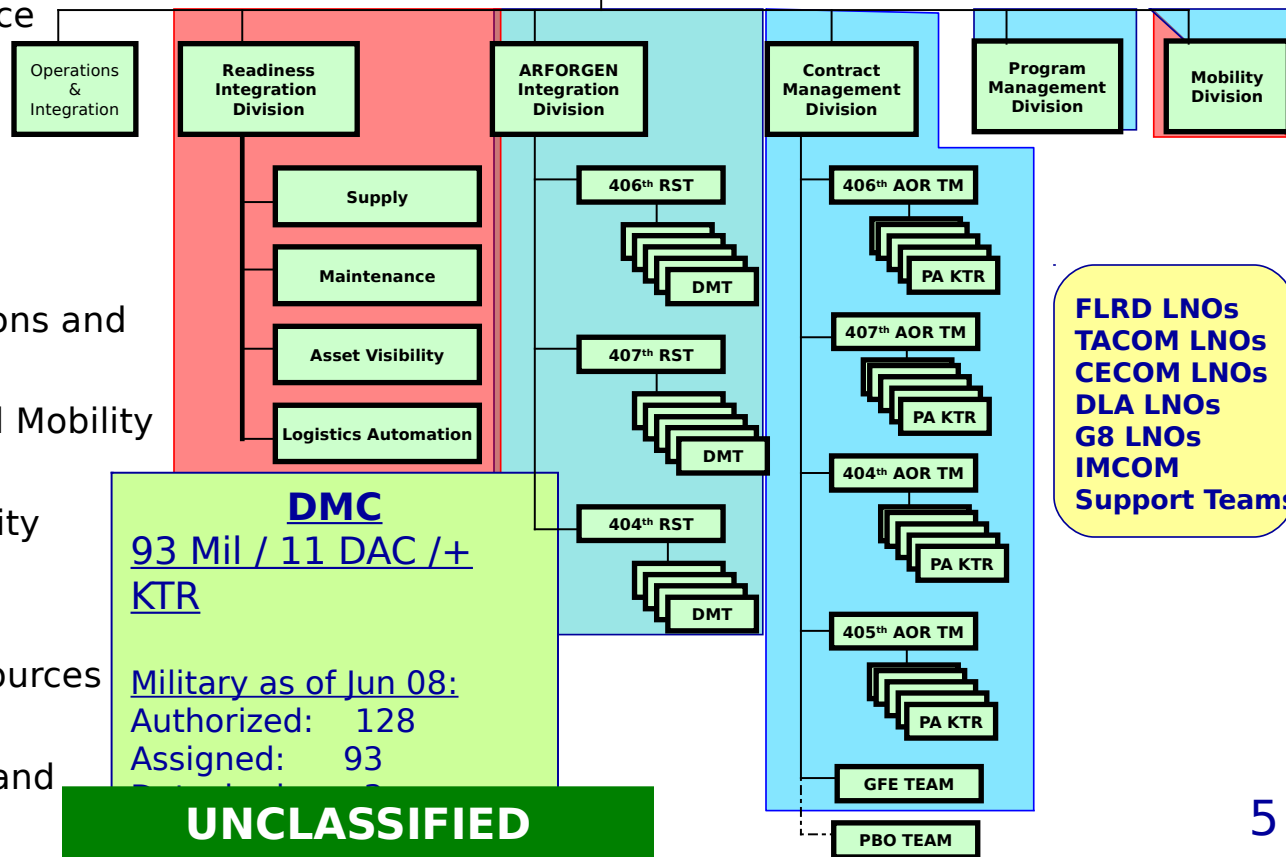 ce
Operations
&
Integration
Readiness
Integration
Division
ARFORGEN
Integration
Division
Contract
Management
Division
Program
Management
Division
Mobility
Division
Supply
Maintenance
Asset Visibility
Logistics Automation
406th RST
DMT
407th RST
DMT
404th RST
DMT
406th AOR TM
PA KTR
407th AOR TM
PA KTR
404th AOR TM
PA KTR
405th AOR TM
PA KTR
GFE TEAM
PBO TEAM
FLRD LNOs
TACOM LNOs
CECOM LNOs
DLA LNOs
G8 LNOs
IMCOM
Support Teams
ons and
d Mobility
ity
ources
and
DMC
93 Mil / 11 DAC /+
KTR
Military as of Jun 08:
Authorized: 128
Assigned: 93
UNCLASSIFIED
5